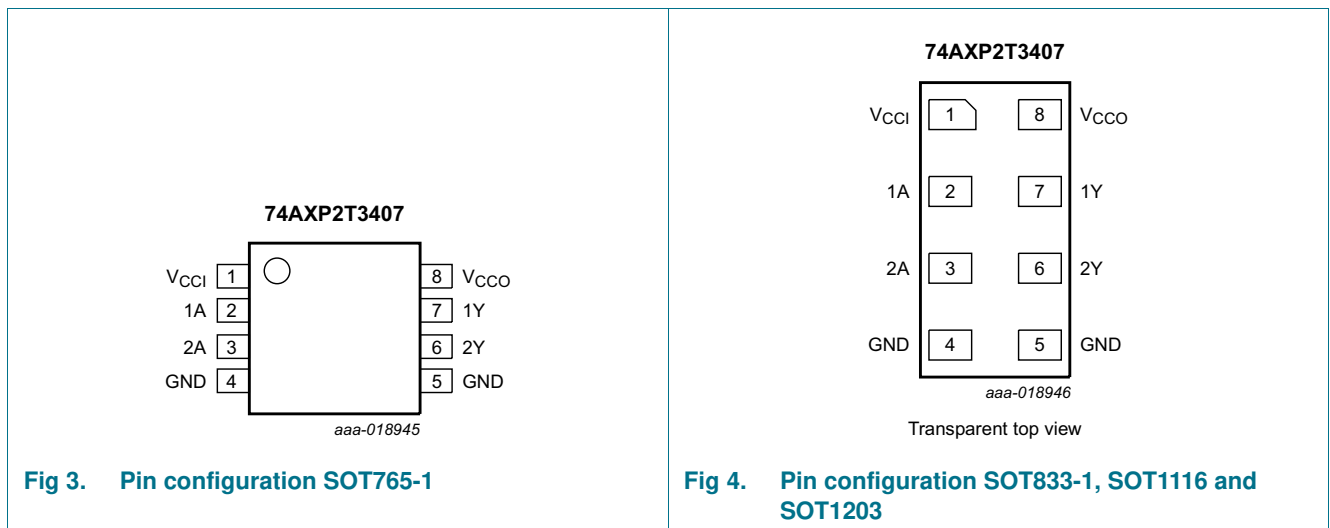 74AXP2T3407
VCCI 1 8 VCCO
1A 2 7 1Y
2A 3 6 2Y
GND 4 5 GND
aaa-018945
Fig 3. Pin configuration SOT765-1
74AXP2T3407
VCCI 1 8 VCCO
1A 2 7 1Y
2A 3 6 2Y
GND 4 5 GND
aaa-018946
Transparent top view
Fig 4. Pin configuration SOT833-1, SOT1116 and
SOT1203